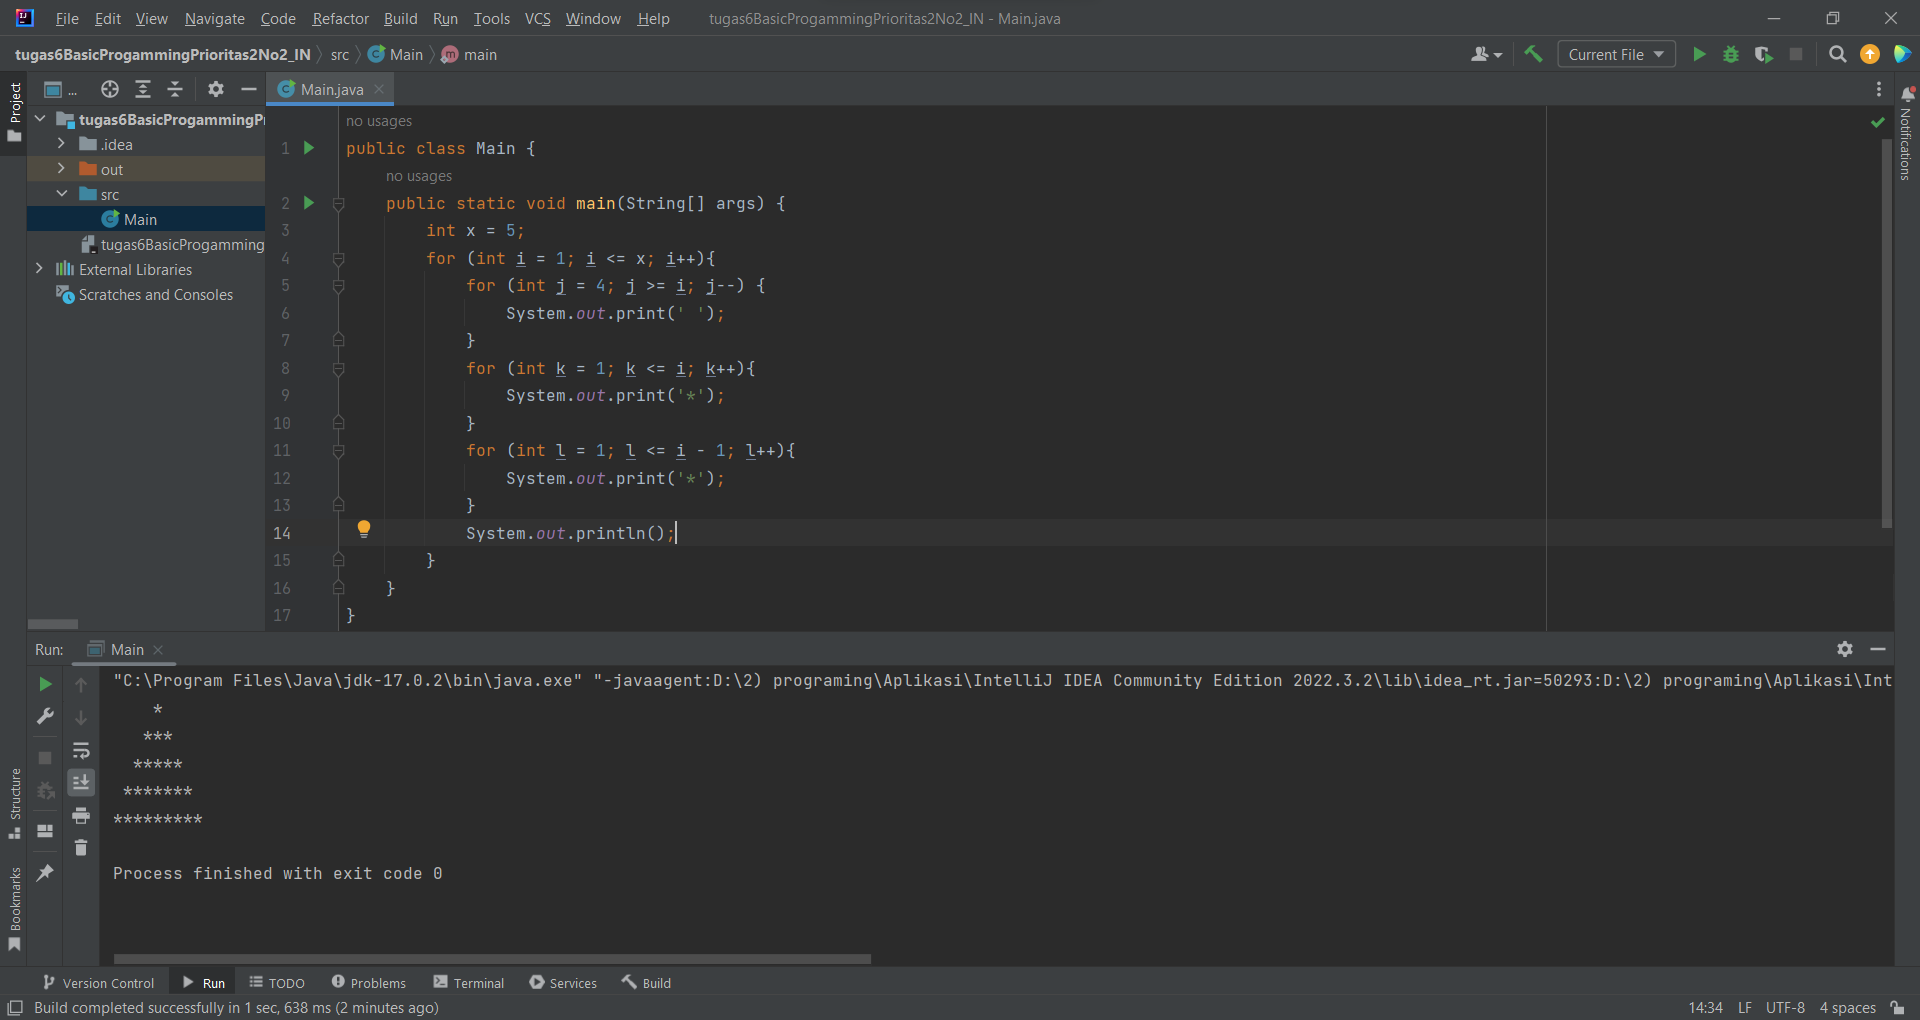 File Edit View Navigate Code Refactor Build Run Tools VCS Window Help tugas6BasicProgammingPrioritas2No2_IN - Main.java
tugas6BasicProgammingPrioritas2No2_IN src Main main Current File
Project
...
Main.java
tugas6BasicProgammingP
.idea
out
src
Main
tugas6BasicProgamming
External Libraries
Scratches and Consoles
no usages
1 public class Main {
no usages
2 public static void main(String[] args) {
3 int x = 5;
4 for (int i = 1; i <= x; i++){
5 for (int j = 4; j >= i; j--) {
6 System.out.print(' ');
7 }
8 for (int k = 1; k <= i; k++){
9 System.out.print('*');
10 }
11 for (int l = 1; l <= i - 1; l++){
12 System.out.print('*');
13 }
14 System.out.println();
15 }
16 }
17 }
Notifications
Run: Main
"C:\Program Files\Java\jdk-17.0.2\bin\java.exe" "-javaagent:D:\2) programing\Aplikasi\IntelliJ IDEA Community Edition 2022.3.2\lib\idea_rt.jar=50293:D:\2) programing\Aplikasi\Int
*
***
*****
*******
*********
Process finished with exit code 0
Structure
Bookmarks
Version Control Run TODO Problems Terminal Services Build
Build completed successfully in 1 sec, 638 ms (2 minutes ago) 14:34 LF UTF-8 4 spaces